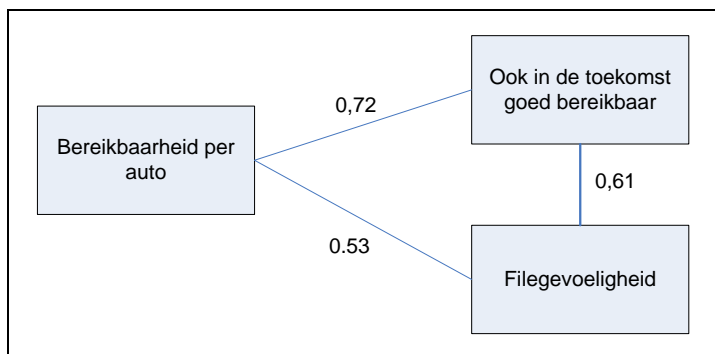 Ook in de toekomst
goed bereikbaar
0,72
Bereikbaarheid per
auto
0,61
0.53
Filegevoeligheid